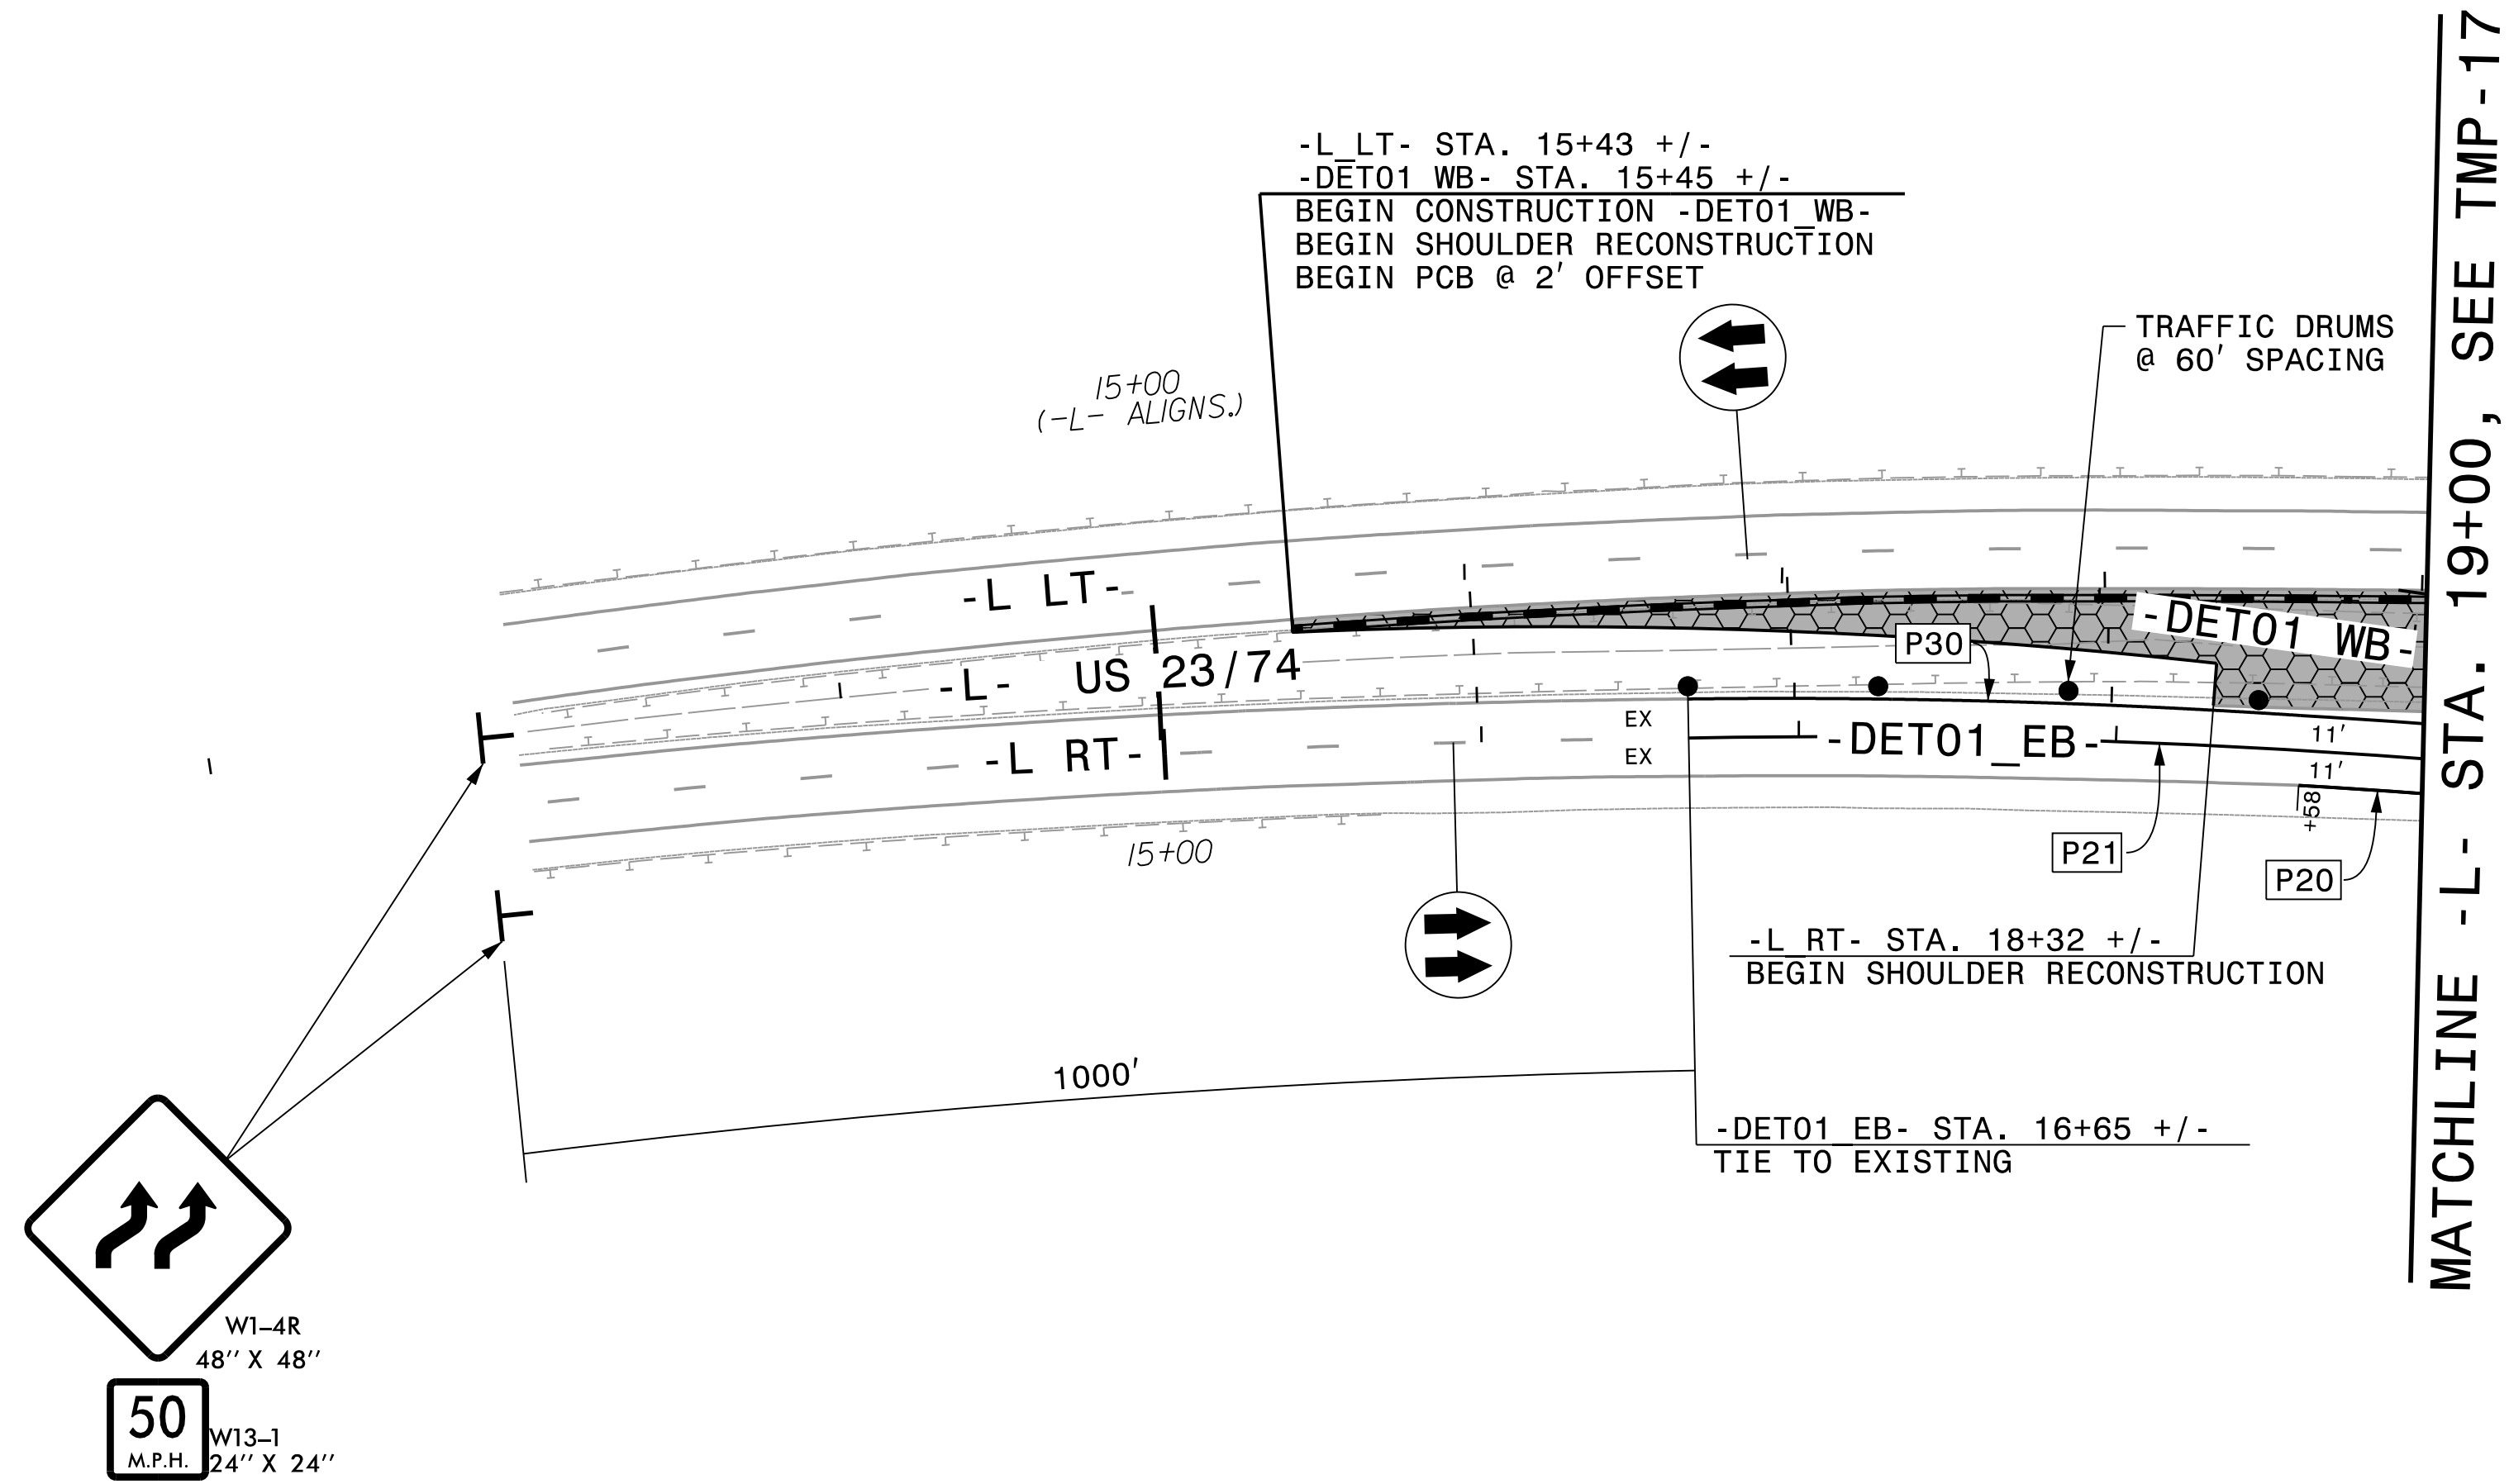 -L_LT- STA. 15+43 +/-
-DET01 WB- STA. 15+45 +/-
BEGIN CONSTRUCTION -DET01_WB-
BEGIN SHOULDER RECONSTRUCTION
BEGIN PCB @ 2' OFFSET
TRAFFIC DRUMS
@ 60' SPACING
15+00
(-L- ALIGNS.)
-L LT-
-L- US 23/74
-L RT-
15+00
P30
-DET01 WB-
EX
EX
-DET01_EB-
11'
11'
+58
P21
P20
-L_RT- STA. 18+32 +/-
BEGIN SHOULDER RECONSTRUCTION
1000'
-DET01_EB- STA. 16+65 +/-
TIE TO EXISTING
W1-4R
48'' X 48''
50
M.P.H.
W13-1
24'' X 24''
MATCHLINE -L- STA. 19+00, SEE TMP-17